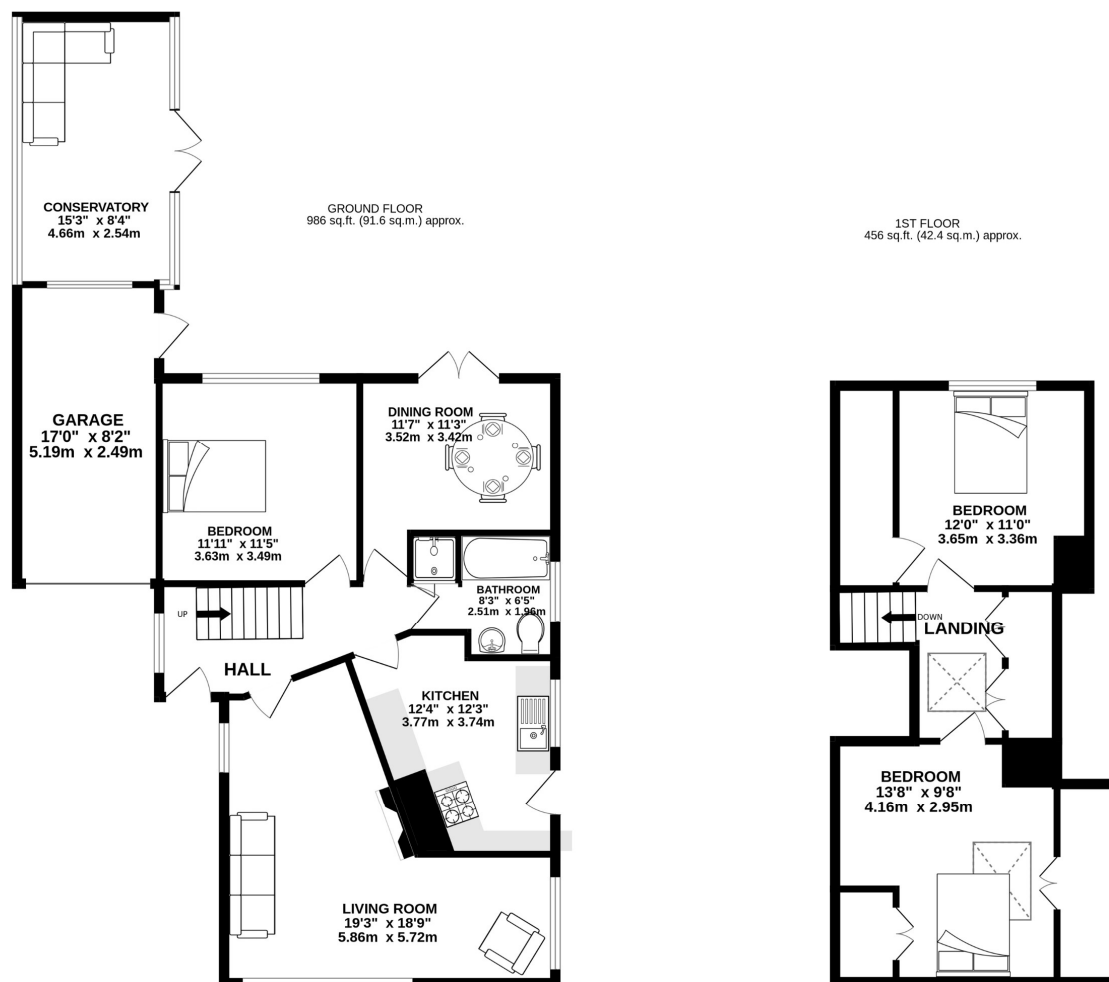 CONSERVATORY
15'3" x 8'4"
4.66m x 2.54m
GROUND FLOOR
986 sq.ft. (91.6 sq.m.) approx.
GARAGE
17'0" x 8'2"
5.19m x 2.49m
BEDROOM
11'11" x 11'5"
3.63m x 3.49m
DINING ROOM
11'7" x 11'3"
3.52m x 3.42m
BATHROOM
8'3" x 6'5"
2.51m x 1.96m
UP
HALL
KITCHEN
12'4" x 12'3"
3.77m x 3.74m
LIVING ROOM
19'3" x 18'9"
5.86m x 5.72m
1ST FLOOR
456 sq.ft. (42.4 sq.m.) approx.
BEDROOM
12'0" x 11'0"
3.65m x 3.36m
DOWN
LANDING
BEDROOM
13'8" x 9'8"
4.16m x 2.95m